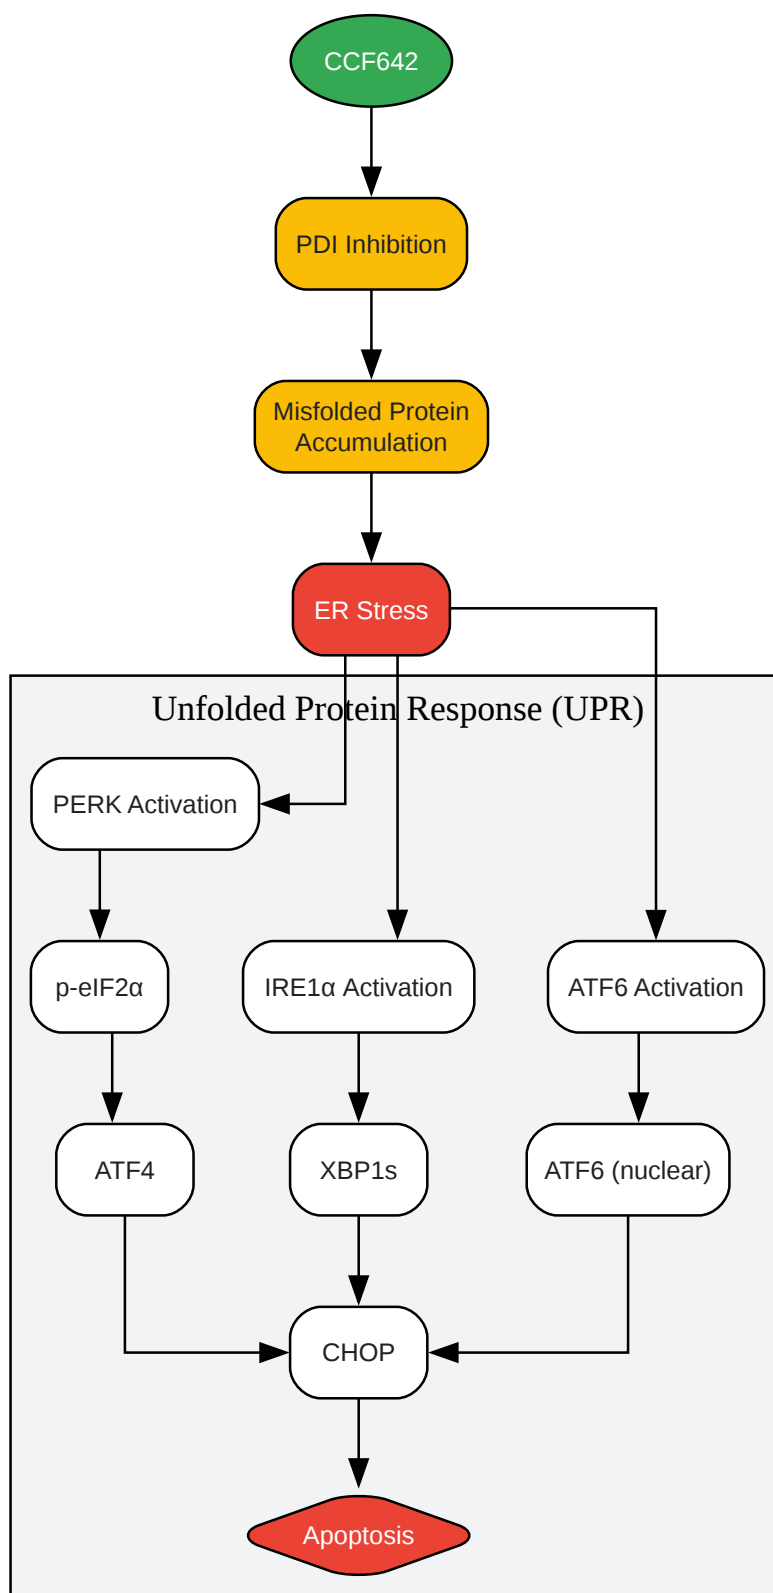 CCF642
PDI Inhibition
Misfolded Protein
Accumulation
ER Stress
Unfolded Protein Response (UPR)
PERK Activation
p-eIF2α
IRE1α Activation
ATF6 Activation
ATF4
XBP1s
ATF6 (nuclear)
CHOP
Apoptosis